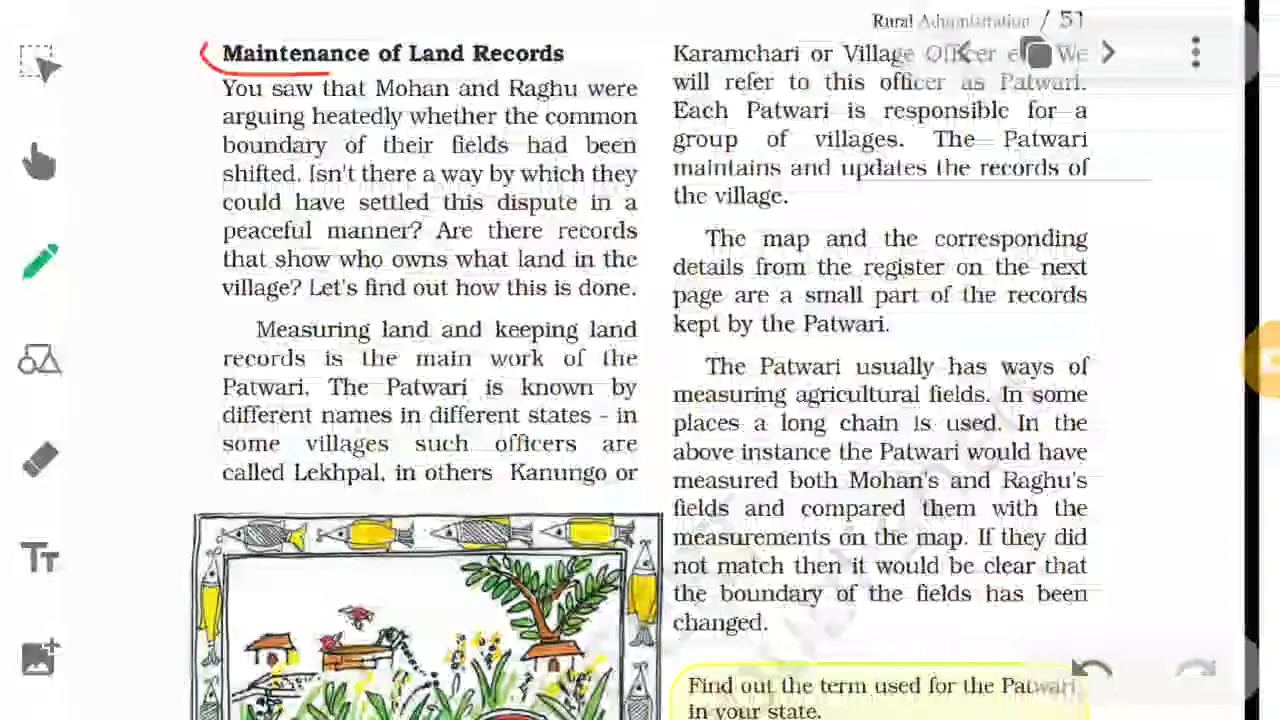 Rural Administration / 51
Maintenance of Land Records
You saw that Mohan and Raghu were
arguing heatedly whether the common
boundary of their fields had been
shifted. Isn't there a way by which they
could have settled this dispute in a
peaceful manner? Are there records
that show who owns what land in the
village? Let's find out how this is done.
Measuring land and keeping land
records is the main work of the
Patwari. The Patwari is known by
different names in different states - in
some villages such officers are
called Lekhpal, in others Kanungo or
Karamchari or Village Officer We
will refer to this officer as Patwari.
Each Patwari is responsible for a
group of villages. The Patwari
maintains and updates the records of
the village.
The map and the corresponding
details from the register on the next
page are a small part of the records
kept by the Patwari.
The Patwari usually has ways of
measuring agricultural fields. In some
places a long chain is used. In the
above instance the Patwari would have
measured both Mohan's and Raghu's
fields and compared them with the
measurements on the map. If they did
not match then it would be clear that
the boundary of the fields has been
changed.
Find out the term used for the Patwari
in your state.
Tт